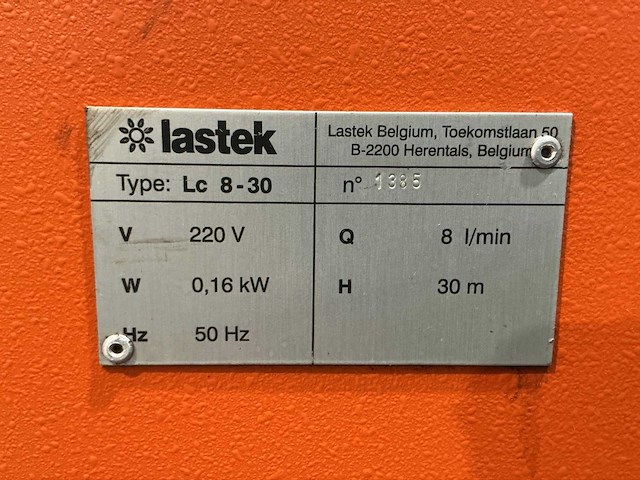 lastek
Lastek Belgium, Toekomstlaan 50
B-2200 Herentals, Belgium
Type: Lc 8-30
n° 1385
V 220 V
Q 8 l/min
W 0,16 kW
H 30 m
Hz 50 Hz